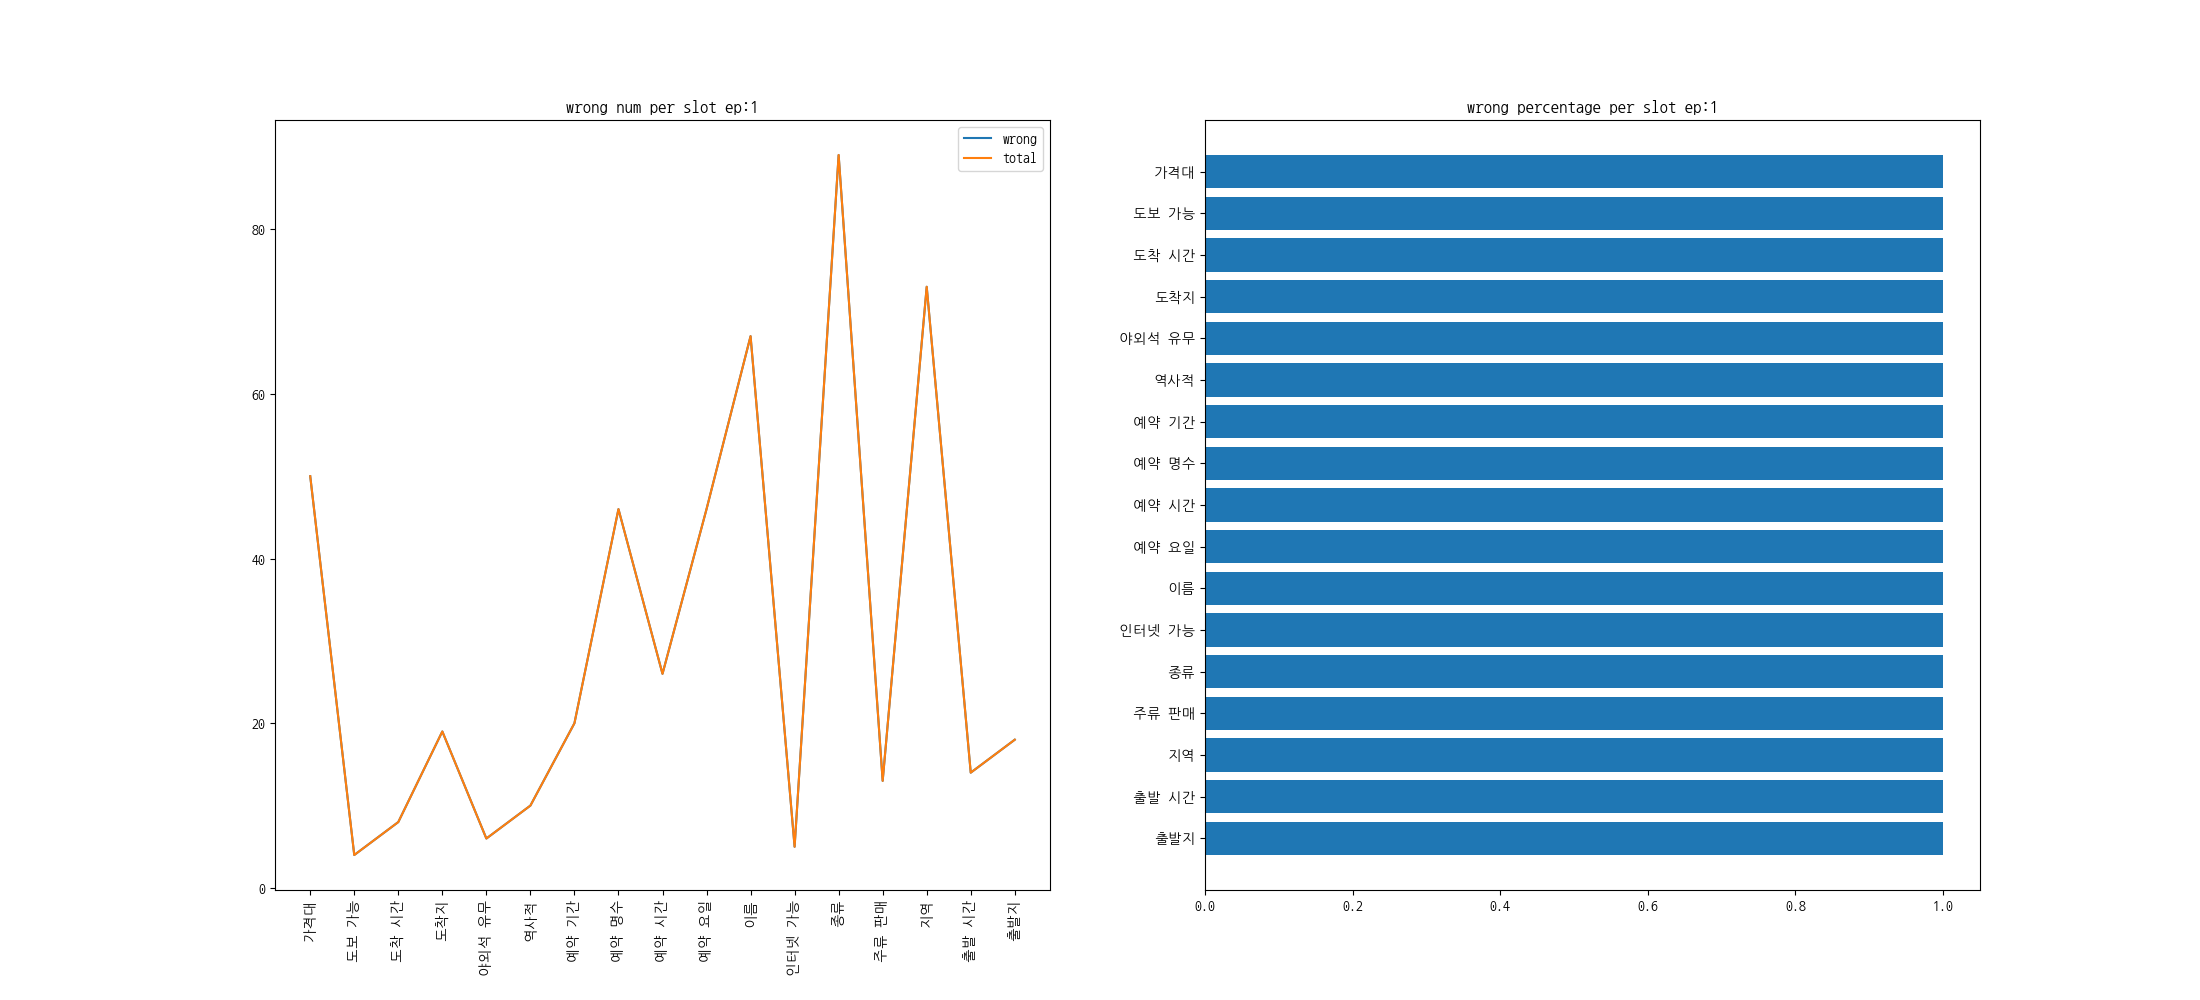 wrong num per slot ep:1
wrong
total
80
60
40
20
0
가격대
도보 가능
도착 시간
도착지
야외석 유무
역사적
예약 기간
예약 명수
예약 시간
예약 요일
이름
인터넷 가능
종류
주류 판매
지역
출발 시간
출발지
wrong percentage per slot ep:1
가격대
도보 가능
도착 시간
도착지
야외석 유무
역사적
예약 기간
예약 명수
예약 시간
예약 요일
이름
인터넷 가능
종류
주류 판매
지역
출발 시간
출발지
0.0 0.2 0.4 0.6 0.8 1.0